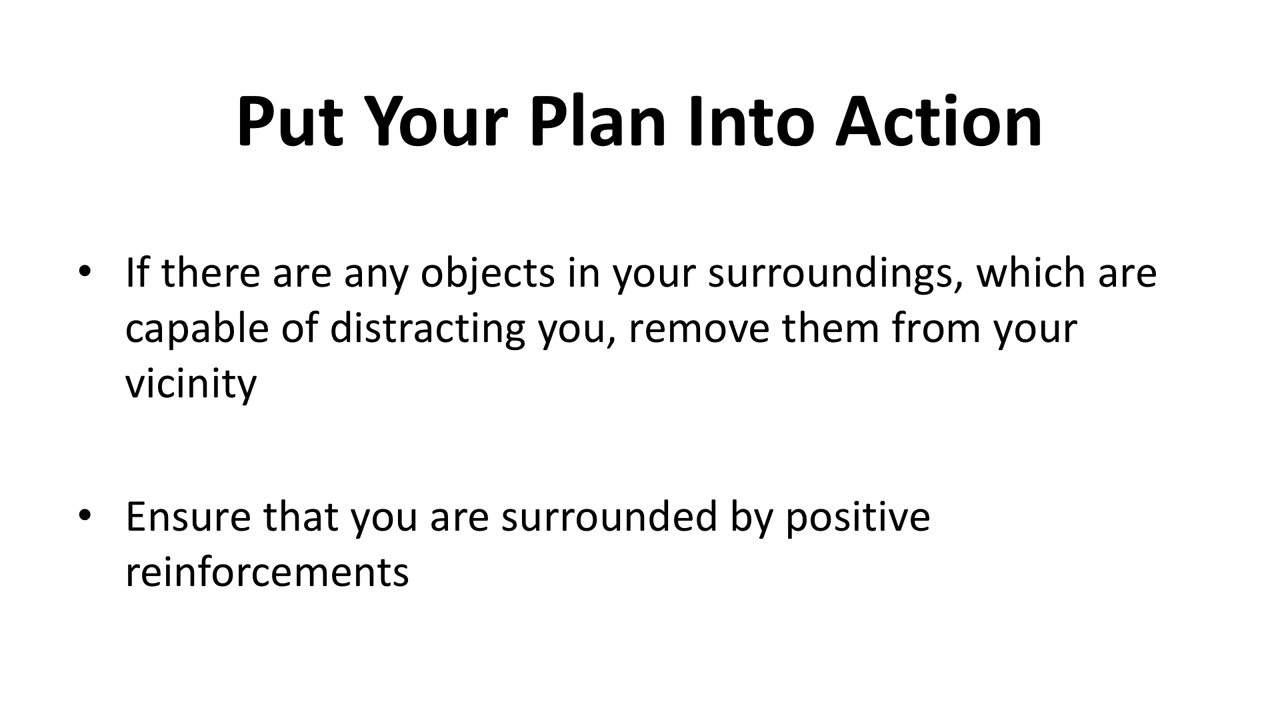 Put Your Plan Into Action
• If there are any objects in your surroundings, which are
capable of distracting you, remove them from your
vicinity
• Ensure that you are surrounded by positive
reinforcements